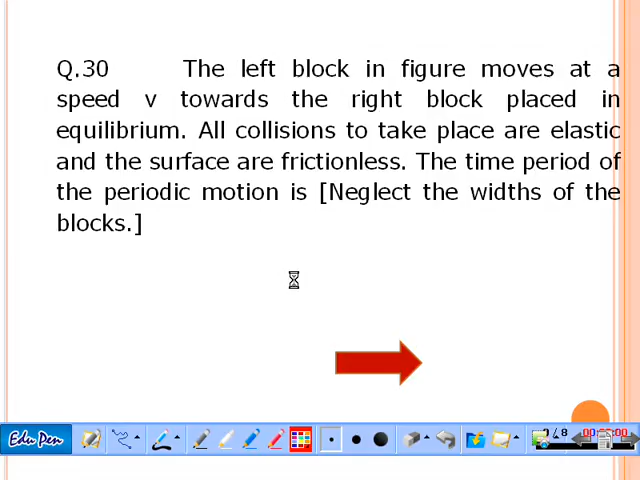 Q.30 The left block in figure moves at a
speed v towards the right block placed in
equilibrium. All collisions to take place are elastic
and the surface are frictionless. The time period of
the periodic motion is [Neglect the widths of the
blocks.]
Edu Pen
/ 8